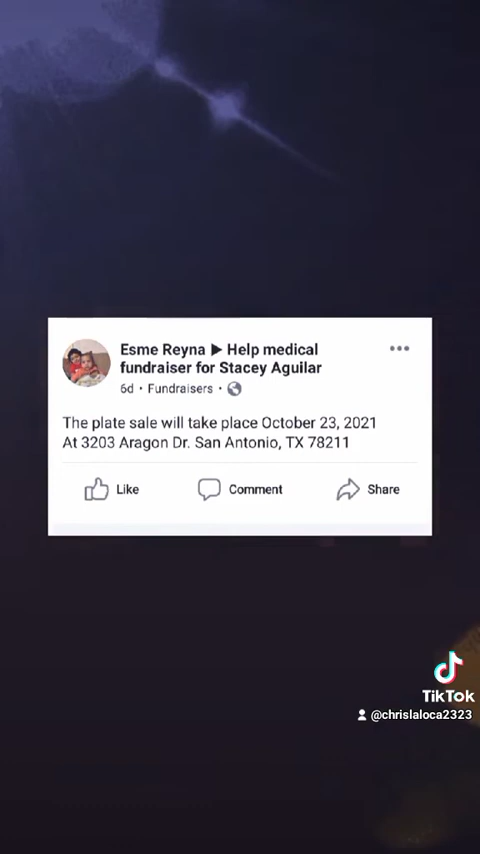 Esme Reyna ▶ Help medical
fundraiser for Stacey Aguilar
6d · Fundraisers ·
The plate sale will take place October 23, 2021
At 3203 Aragon Dr. San Antonio, TX 78211
Like Comment Share
TikTok
@chrislaloca2323